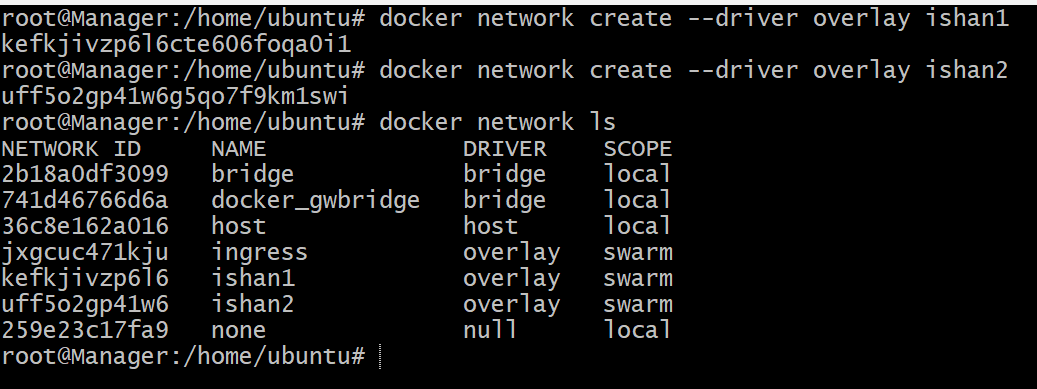 root@Manager:/home/ubuntu# docker network create --driver overlay ishan1
kefkjivzp6l6cte606foqa0i1
root@Manager:/home/ubuntu# docker network create --driver overlay ishan2
uff5o2gp41w6g5qo7f9km1swi
root@Manager:/home/ubuntu# docker network ls
NETWORK ID     NAME              DRIVER    SCOPE
2b18a0df3099   bridge            bridge    local
741d46766d6a   docker_gwbridge   bridge    local
36c8e162a016   host              host      local
jxgcuc471kju   ingress           overlay   swarm
kefkjivzp6l6   ishan1            overlay   swarm
uff5o2gp41w6   ishan2            overlay   swarm
259e23c17fa9   none              null      local
root@Manager:/home/ubuntu#